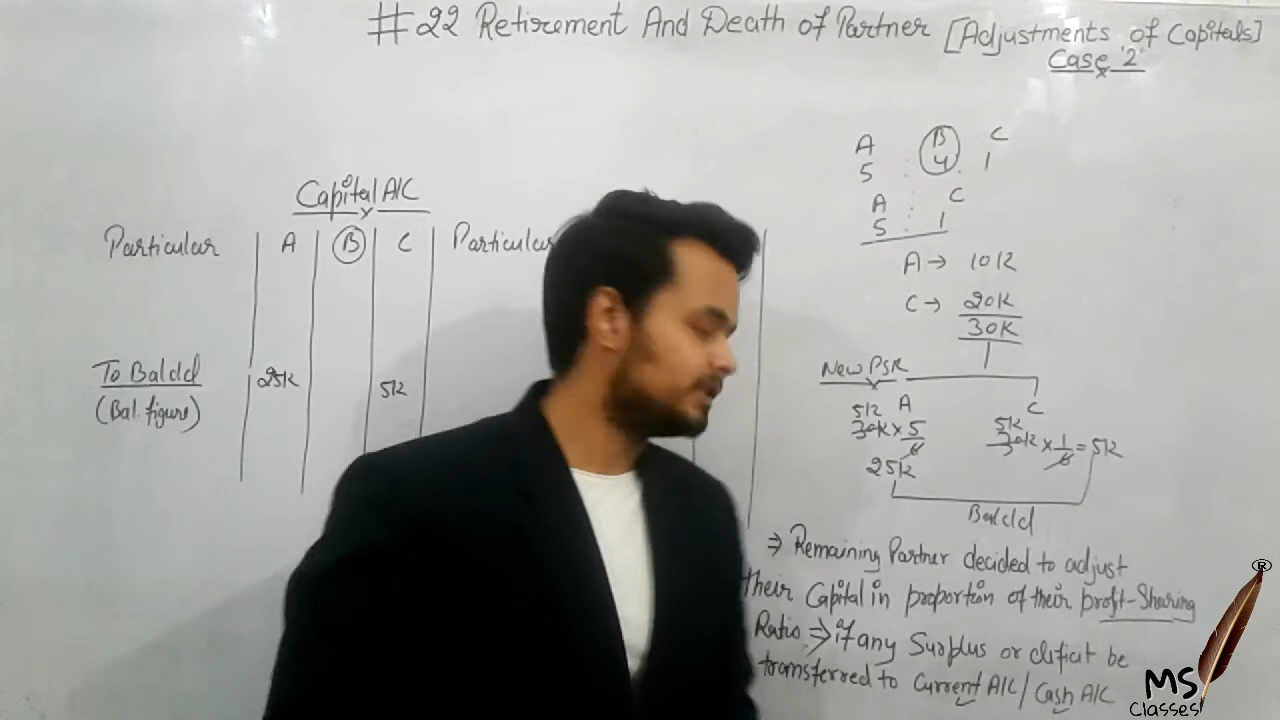 #22 Retirement And Death of Partner [Adjustments of Capitals]
Case '2'
A B C
5 : 4 : 1
A : C
5 : 1
A → 10K
C → 20K
30K
New PSR
A C
5K 5K
30K × 5/6 30K × 1/6 = 5K
25K
Bal c/d
Capital A/C
Particular A B C Particular
To Bal c/d 25K 5K
(Bal. figure)
⇒ Remaining Partner decided to adjust
their Capital in proportion of their profit-Sharing
Ratio. ⇒ if any Surplus or deficit be
transferred to Current A/C / Cash A/C
MS
Classes
®